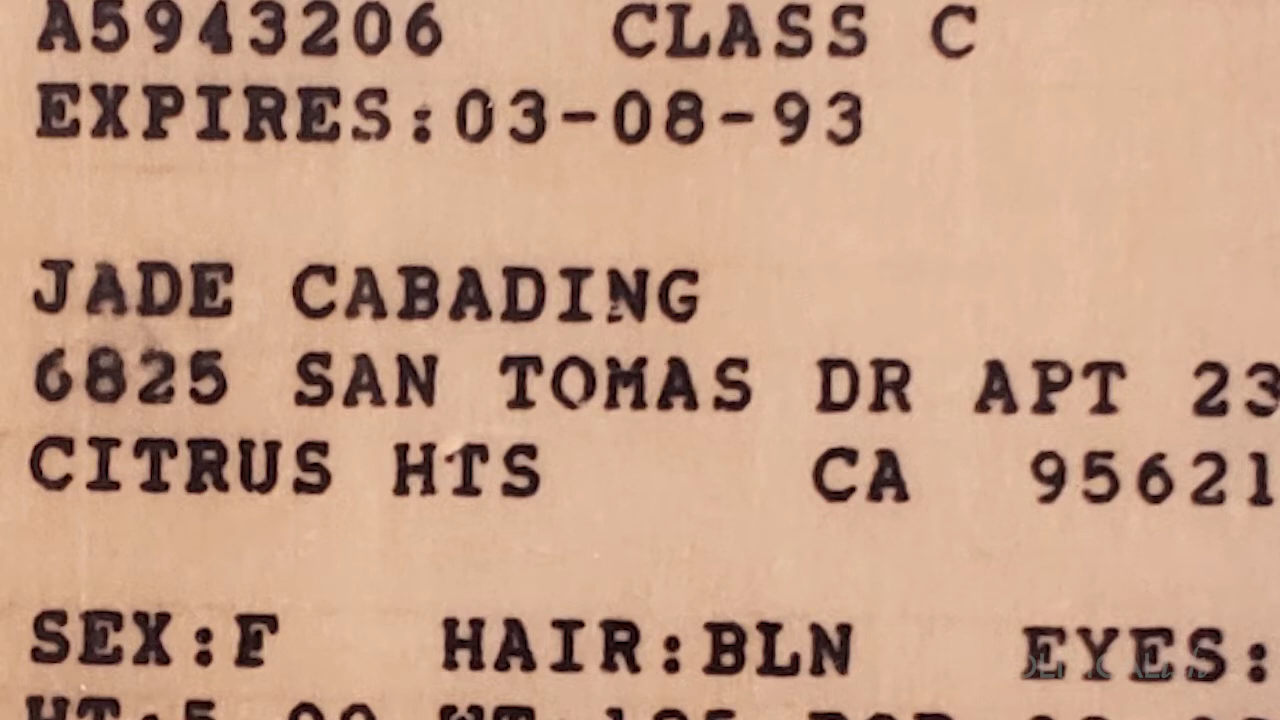 A5943206 CLASS C
EXPIRES:03-08-93
JADE CABADING
6825 SAN TOMAS DR APT 23
CITRUS HTS CA 95621
SEX:F HAIR:BLN EYES: